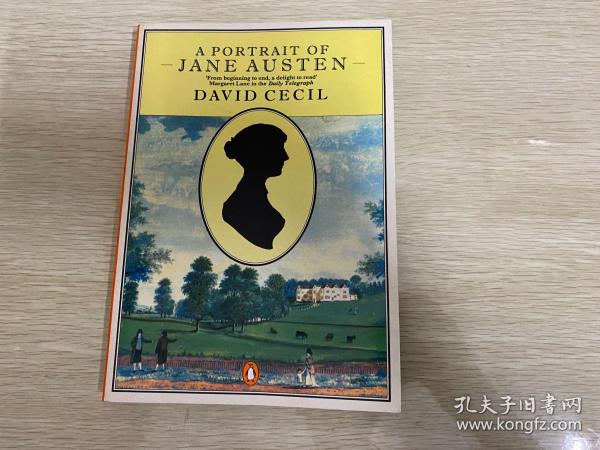 A PORTRAIT OF
JANE AUSTEN
'From beginning to end, a delight to read'
Margaret Lane in the Daily Telegraph
DAVID CECIL
孔夫子旧书网
www.kongfz.com